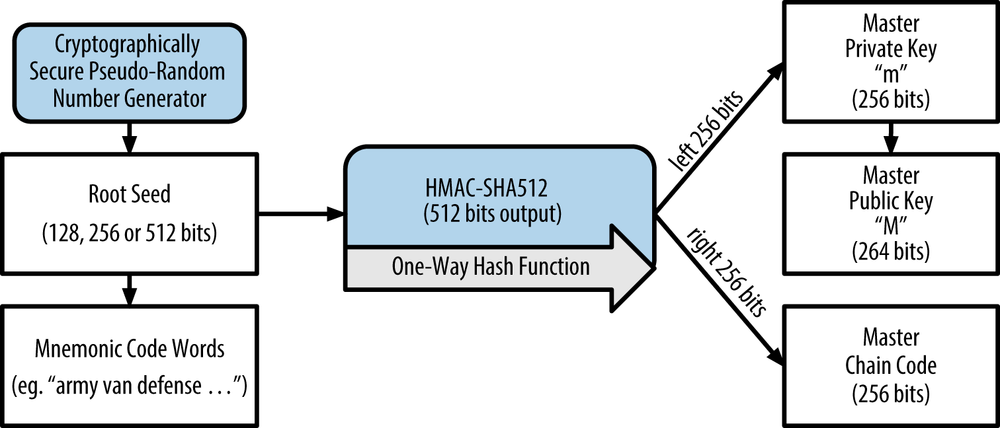 Cryptographically
Secure Pseudo-Random
Number Generator
Root Seed
(128, 256 or 512 bits)
Mnemonic Code Words
(eg. “army van defense …”)
HMAC-SHA512
(512 bits output)
One-Way Hash Function
left 256 bits
right 256 bits
Master
Private Key
“m”
(256 bits)
Master
Public Key
“M”
(264 bits)
Master
Chain Code
(256 bits)